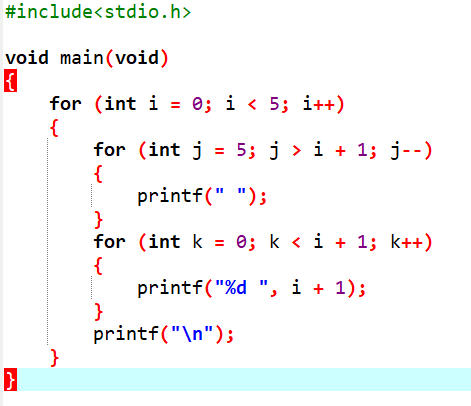 #include<stdio.h>
void main(void)
{
    for (int i = 0; i < 5; i++)
    {
        for (int j = 5; j > i + 1; j--)
        {
            printf(" ");
        }
        for (int k = 0; k < i + 1; k++)
        {
            printf("%d ", i + 1);
        }
        printf("\n");
    }
}